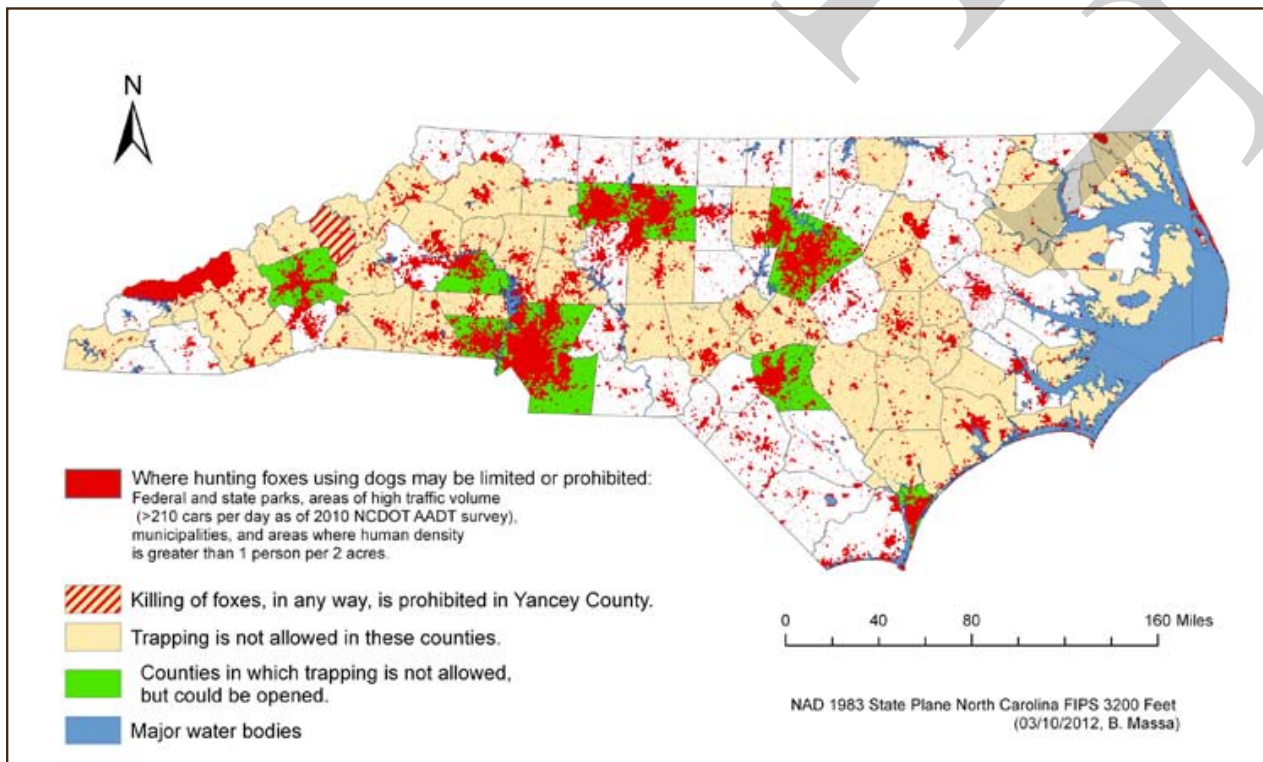 N
Where hunting foxes using dogs may be limited or prohibited:
Federal and state parks, areas of high traffic volume
(>210 cars per day as of 2010 NCDOT AADT survey),
municipalities, and areas where human density
is greater than 1 person per 2 acres.
Killing of foxes, in any way, is prohibited in Yancey County.
Trapping is not allowed in these counties.
Counties in which trapping is not allowed,
but could be opened.
Major water bodies
0 40 80 160 Miles
NAD 1983 State Plane North Carolina FIPS 3200 Feet
(03/10/2012, B. Massa)